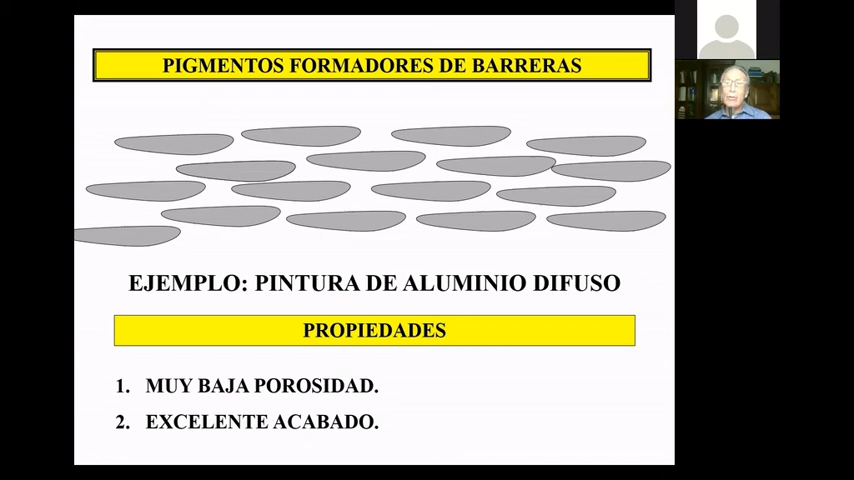 PIGMENTOS FORMADORES DE BARRERAS
EJEMPLO: PINTURA DE ALUMINIO DIFUSO
PROPIEDADES
1. MUY BAJA POROSIDAD.
2. EXCELENTE ACABADO.